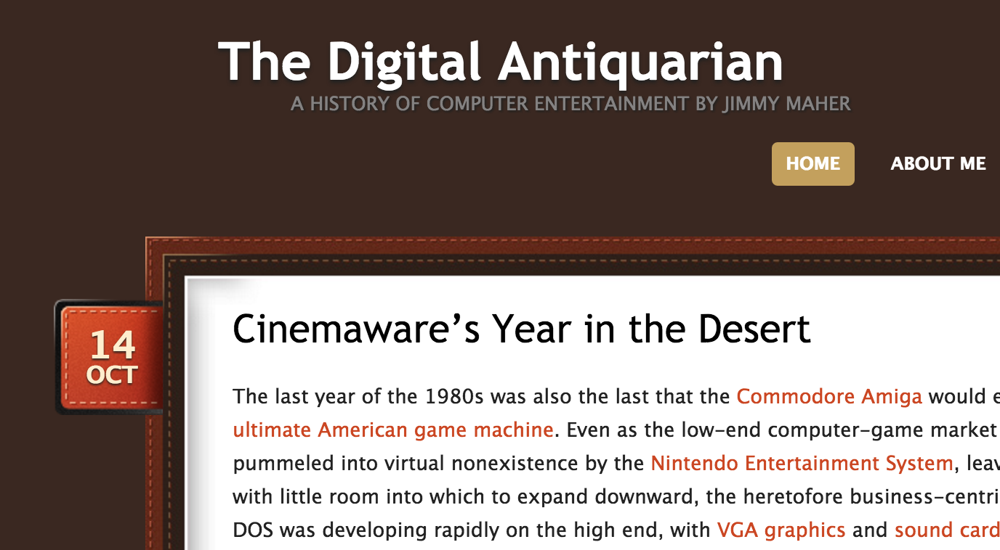 The Digital Antiquarian
A HISTORY OF COMPUTER ENTERTAINMENT BY JIMMY MAHER
HOME ABOUT ME
14
OCT
Cinemaware’s Year in the Desert
The last year of the 1980s was also the last that the Commodore Amiga would
ultimate American game machine. Even as the low-end computer-game market
pummeled into virtual nonexistence by the Nintendo Entertainment System,
with little room into which to expand downward, the heretofore
DOS was developing rapidly on the high end, with VGA graphics and sound